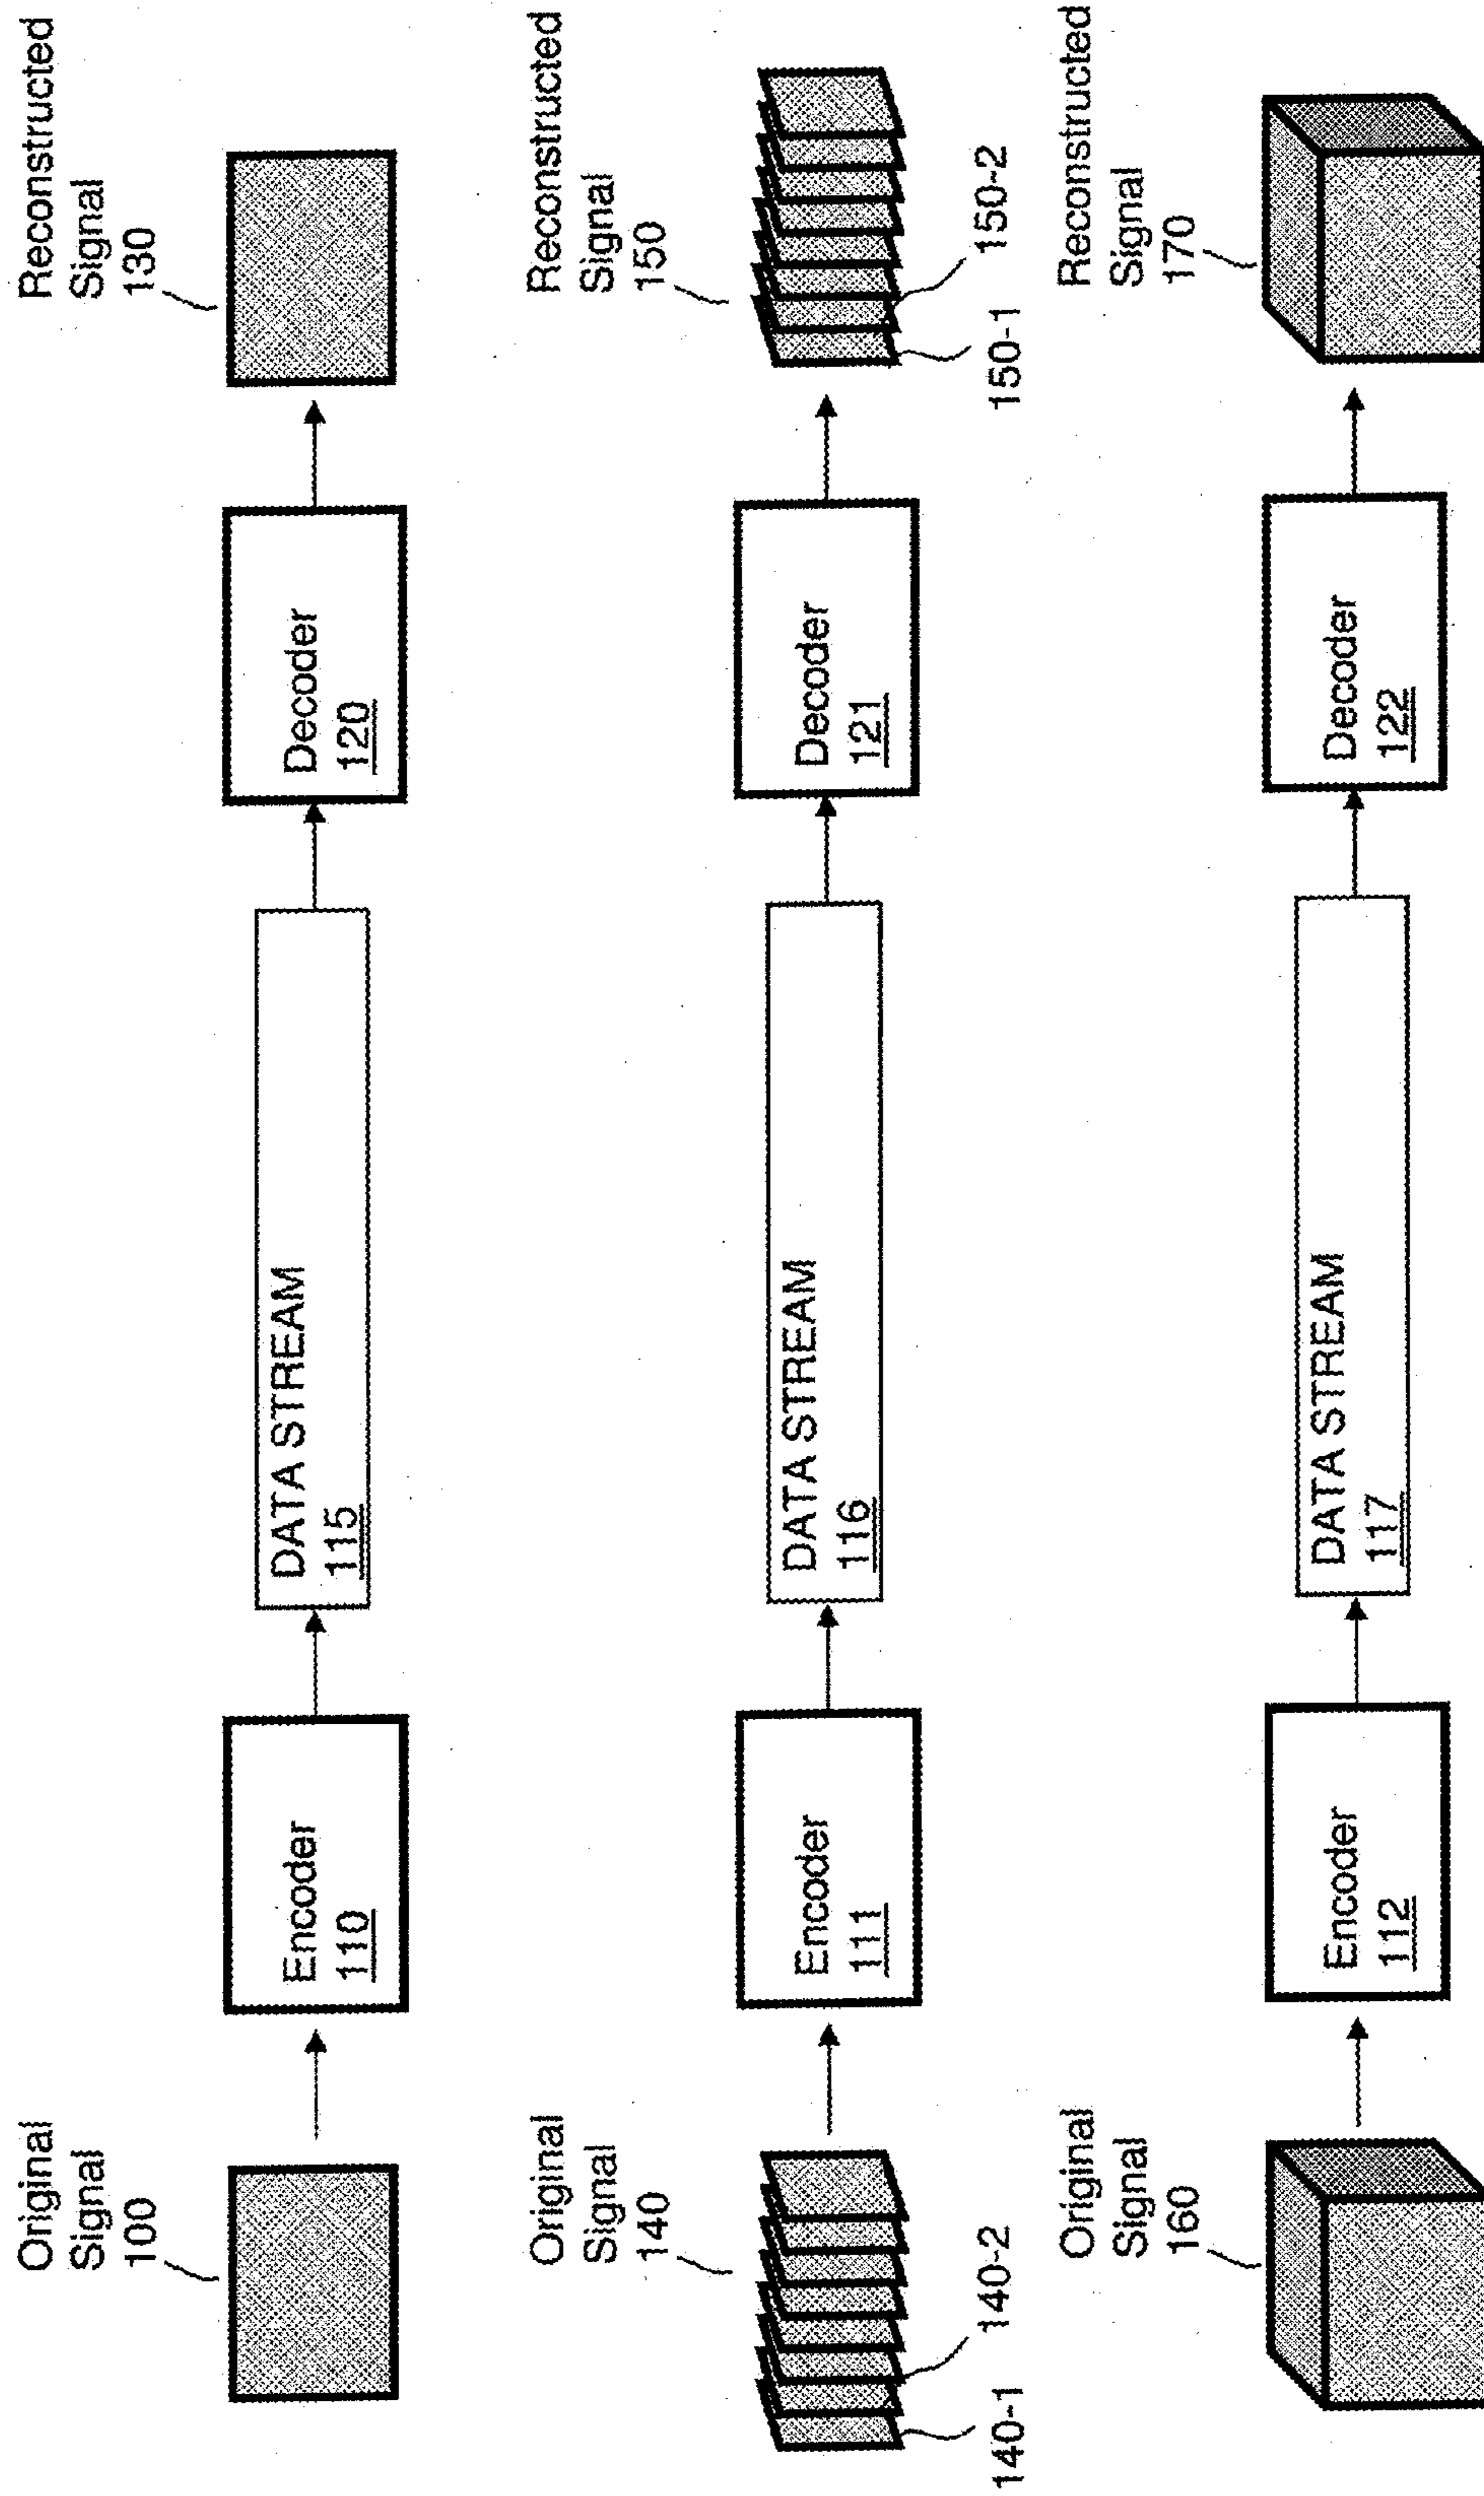 Original
Signal
100
Encoder
110
DATA STREAM
115
Decoder
120
Reconstructed
Signal
130
Original
Signal
140
140-1
140-2
Encoder
111
DATA STREAM
116
Decoder
121
Reconstructed
Signal
150
150-1
150-2
Original
Signal
160
Encoder
112
DATA STREAM
117
Decoder
122
Reconstructed
Signal
170